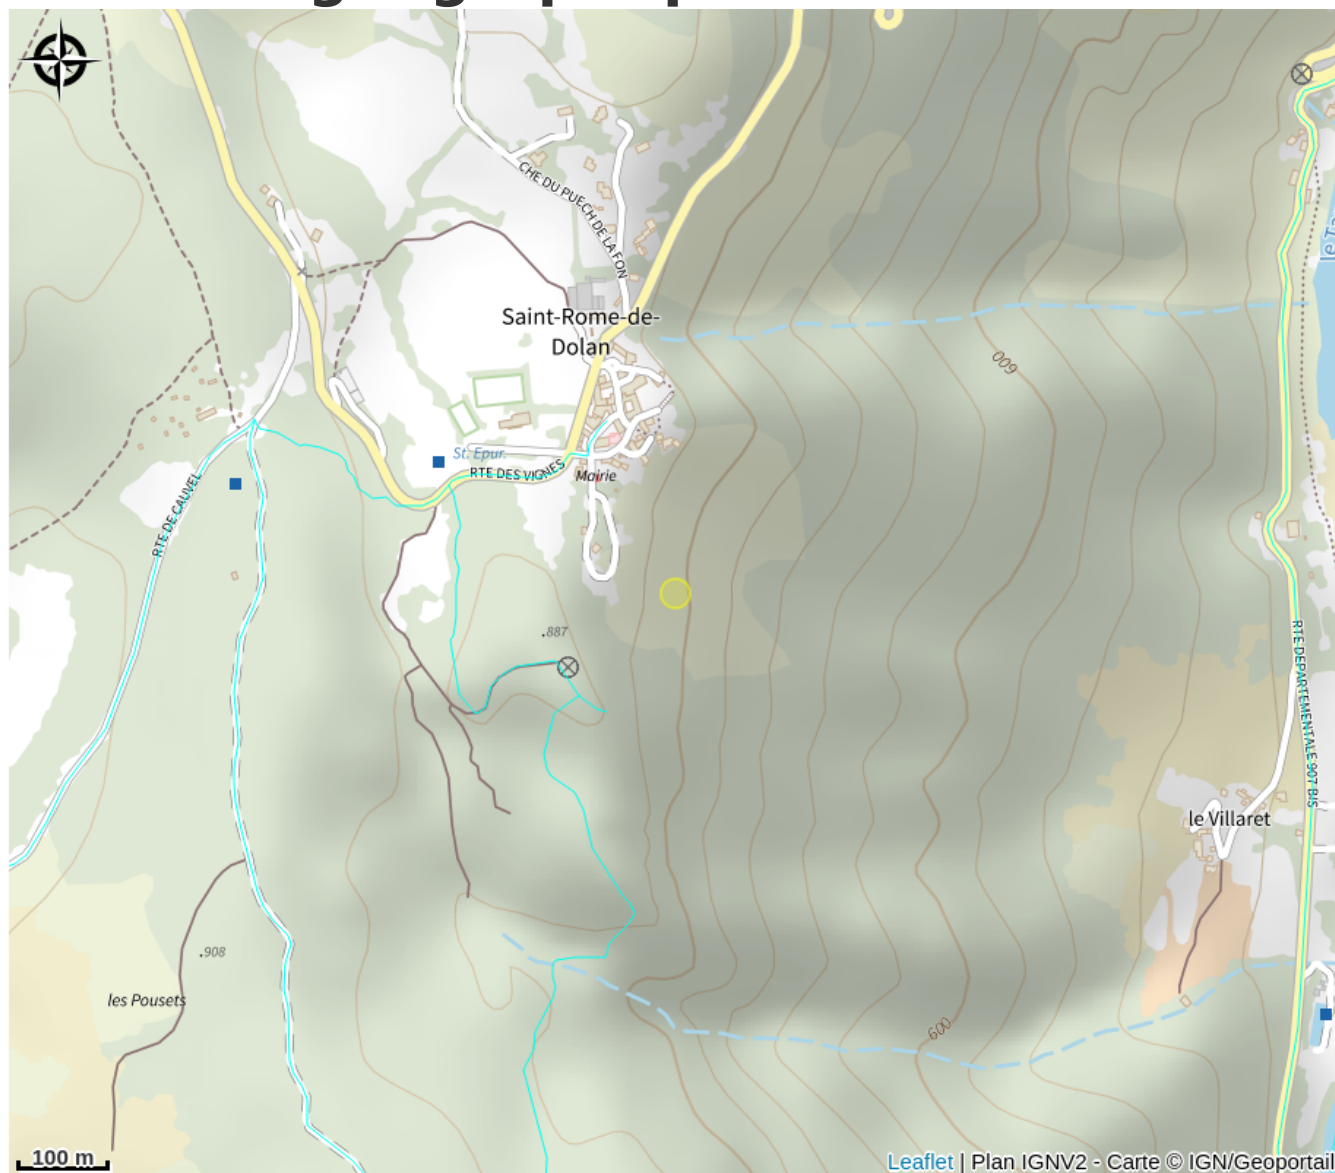 CHE DU PUECH DE LA FON
Saint-Rome-de-
Dolan
600
St. Epur.
RTE DES VIGNES
Mairie
RTE DE CAUVEL
.887
RTE DEPARTEMENTALE 907 BIS
le Villaret
.908
les Pousets
600
100 m
Leaflet | Plan IGNV2 - Carte © IGN/Geoportail